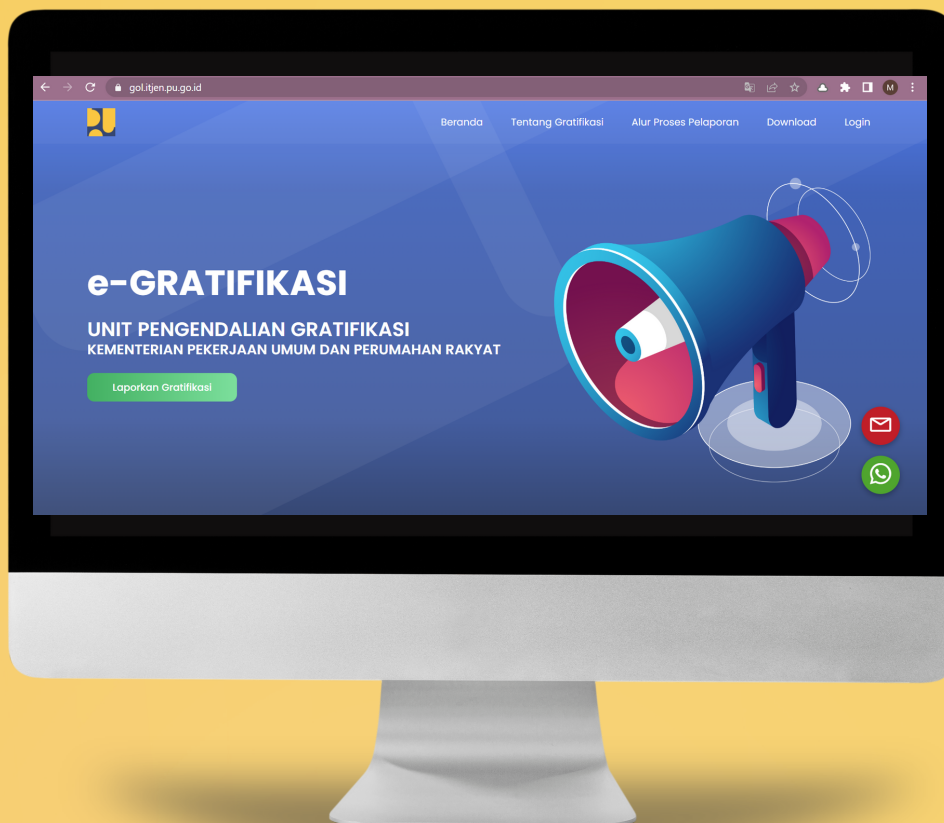 gol.itjen.pu.go.id
M
PU
Beranda Tentang Gratifikasi Alur Proses Pelaporan Download Login
e-GRATIFIKASI
UNIT PENGENDALIAN GRATIFIKASI
KEMENTERIAN PEKERJAAN UMUM DAN PERUMAHAN RAKYAT
Laporkan Gratifikasi